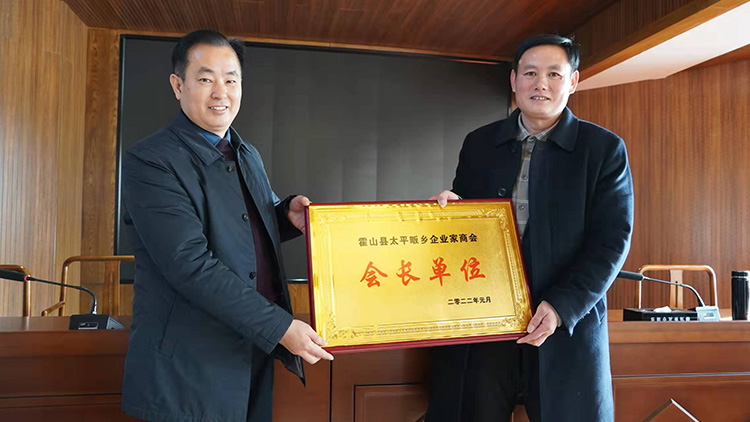 霍山县太平畈乡企业家商会
会长单位
二零二二年元月